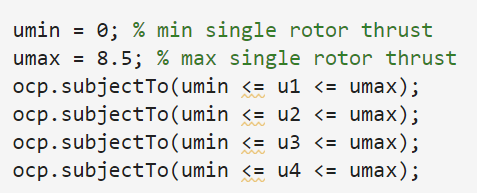 umin = 0; % min single rotor thrust
umax = 8.5; % max single rotor thrust
ocp.subjectTo(umin <= u1 <= umax);
ocp.subjectTo(umin <= u2 <= umax);
ocp.subjectTo(umin <= u3 <= umax);
ocp.subjectTo(umin <= u4 <= umax);